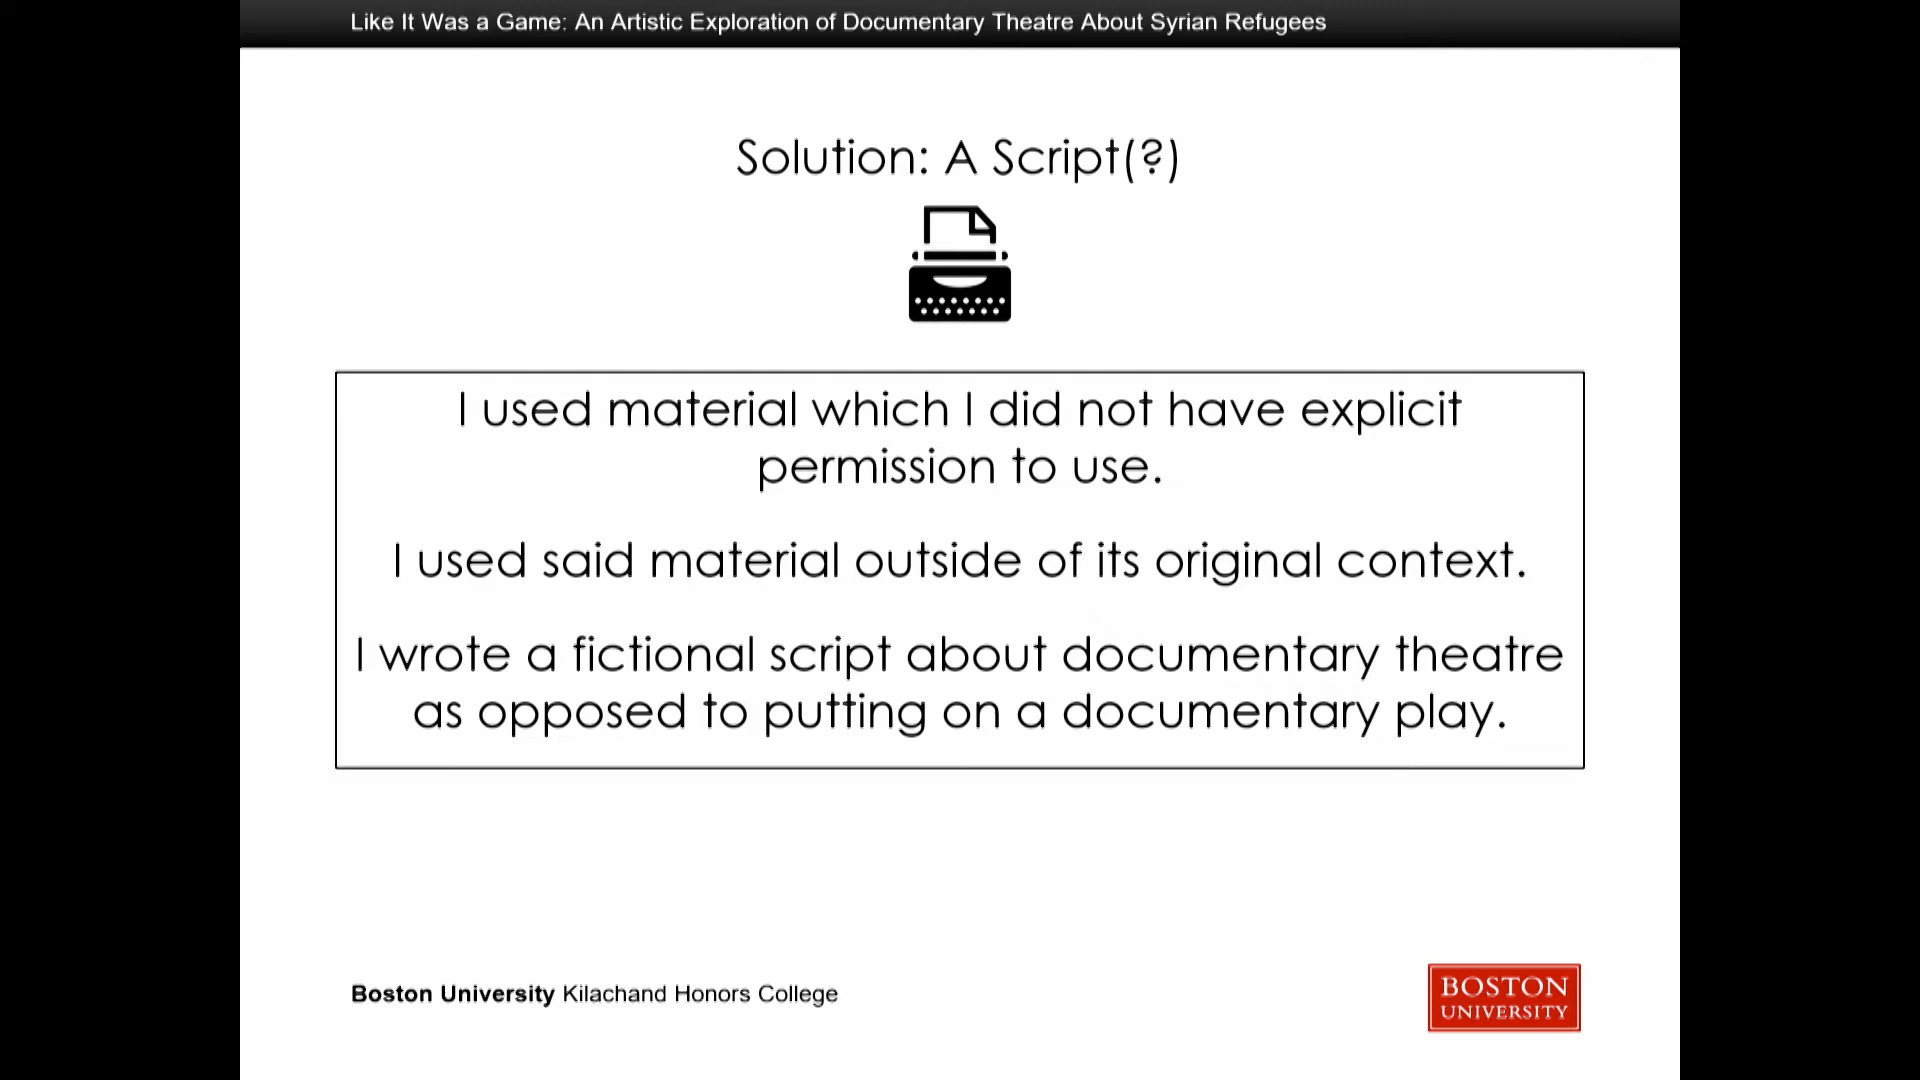 Like It Was a Game: An Artistic Exploration of Documentary Theatre About Syrian Refugees
Solution: A Script(?)
I used material which I did not have explicit
permission to use.
I used said material outside of its original context.
I wrote a fictional script about documentary theatre
as opposed to putting on a documentary play.
Boston University Kilachand Honors College
BOSTON
UNIVERSITY